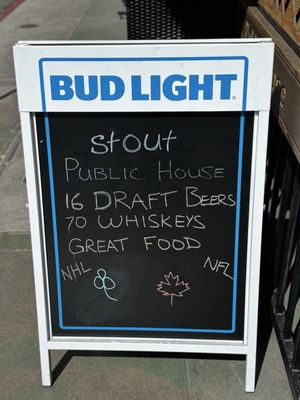 BUD LIGHT
Stout
PUBLIC HOUSE
16 DRAFT BEERS
70 WHISKEYS
GREAT FOOD
NHL
NFL